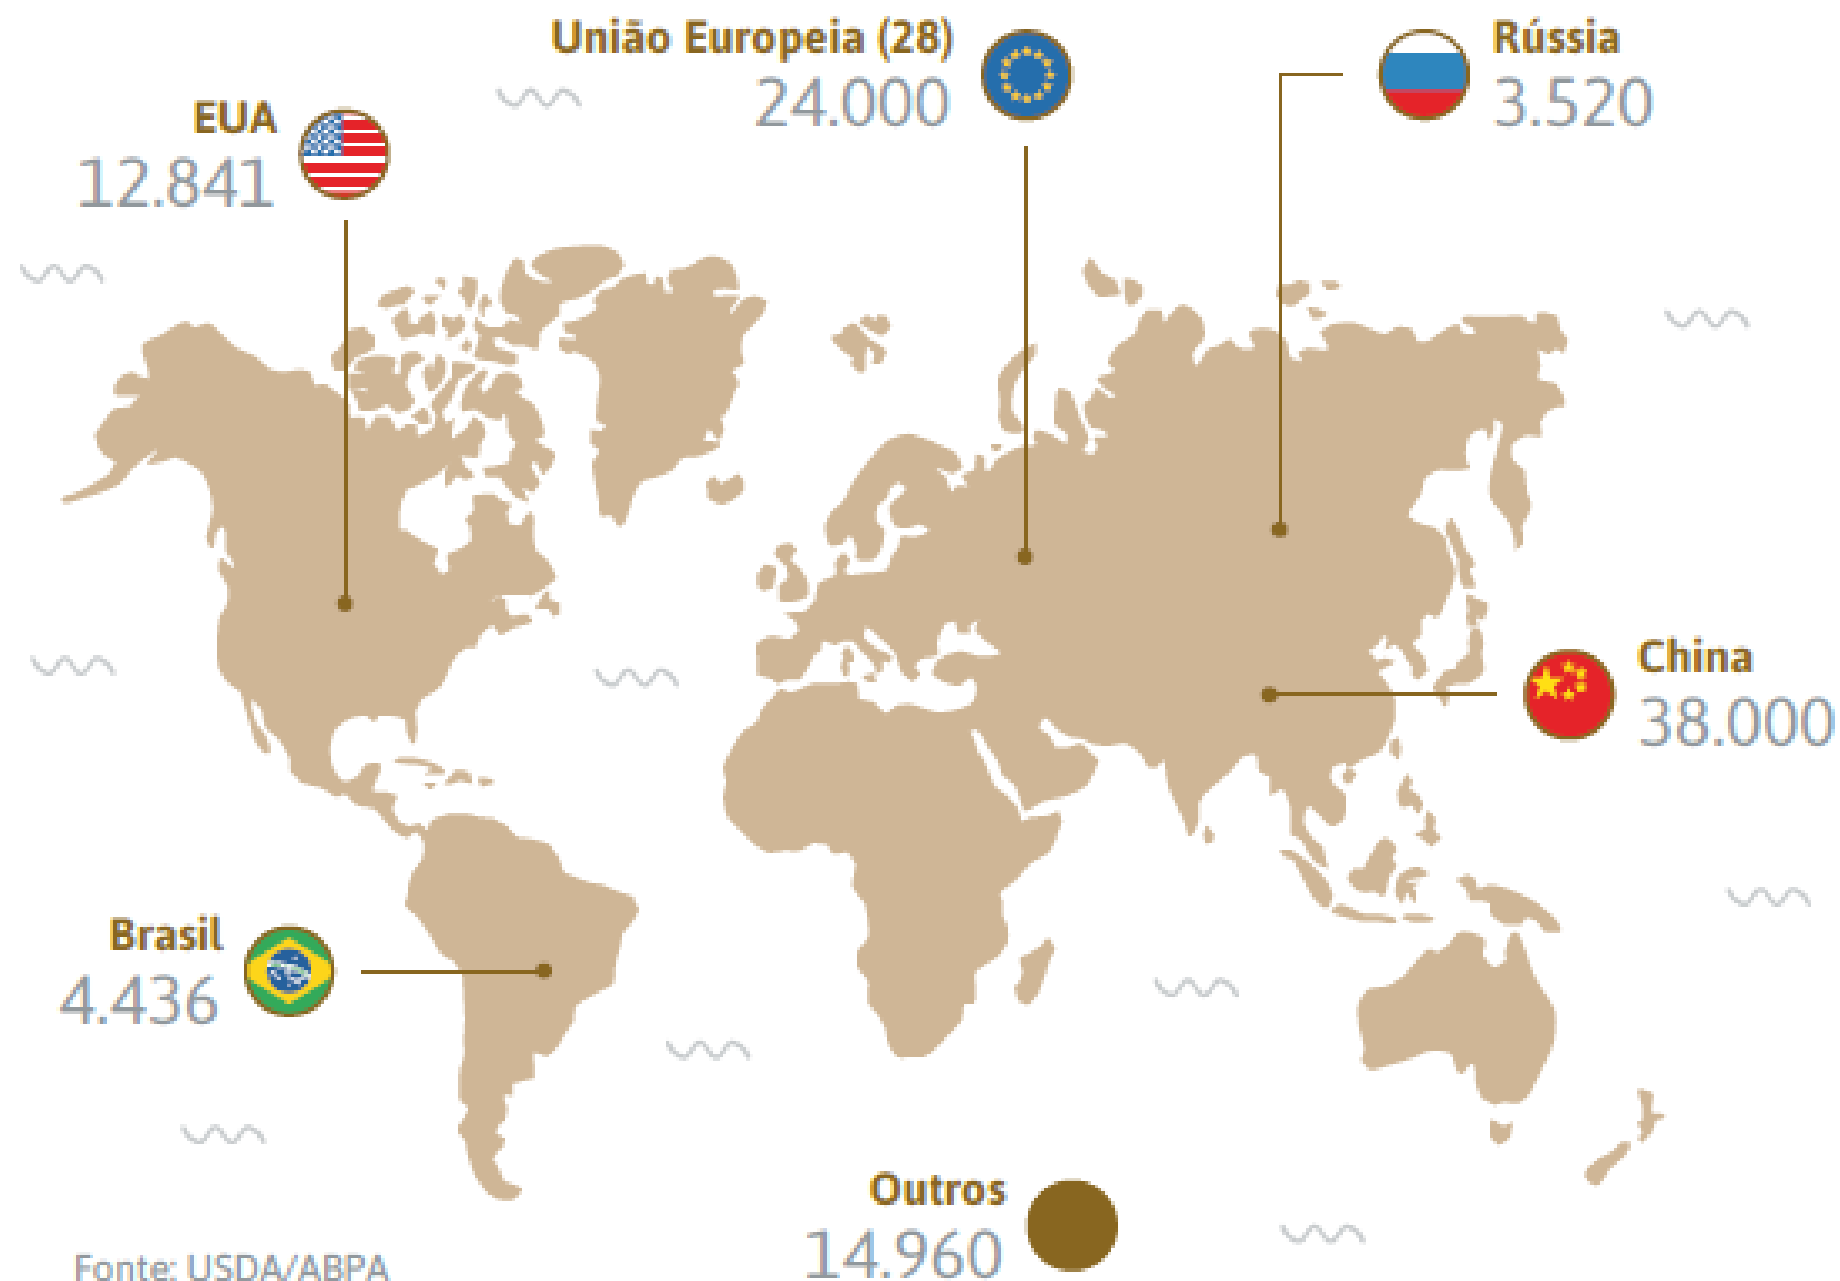 União Europeia (28)
24.000
Rússia
3.520
EUA
12.841
China
38.000
Brasil
4.436
Outros
14.960
Fonte: USDA/ABPA